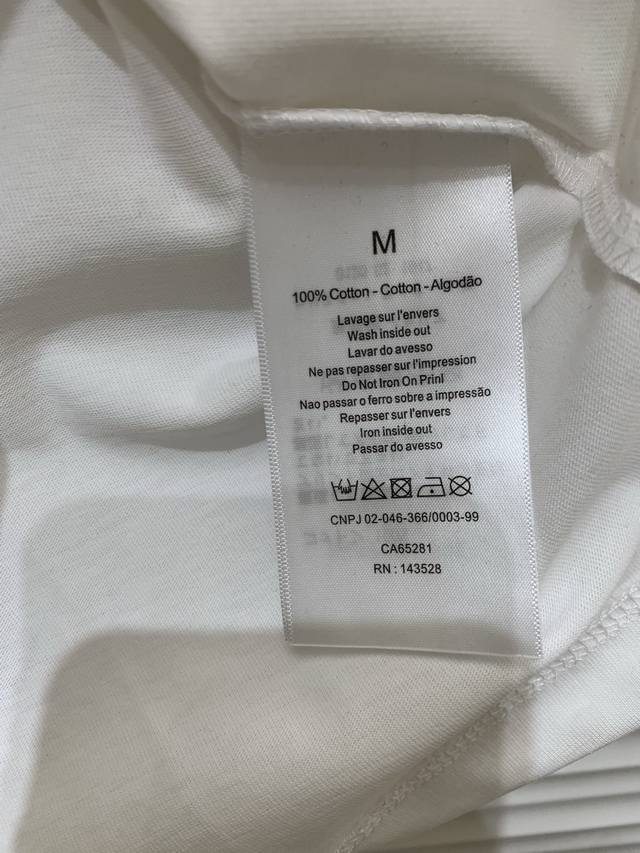 M
100% Cotton - Cotton - Algodão
Lavage sur l'envers
Wash inside out
Lavar do avesso
Ne pas repasser sur l'impression
Do Not Iron On Prinl
Nao passar o ferro sobre a impressão
Repasser sur l'envers
Iron inside out
Passar do avesso
CNPJ 02-046-366/0003-99
CA65281
RN : 143528